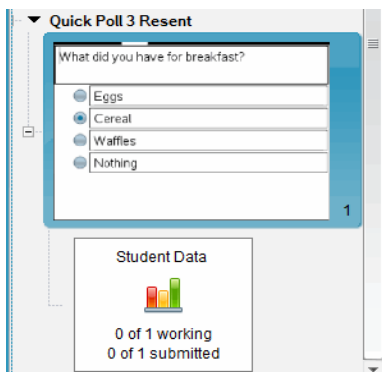 Quick Poll 3 Resent
What did you have for breakfast?
Eggs
Cereal
Waffles
Nothing
1
Student Data
0 of 1 working
0 of 1 submitted